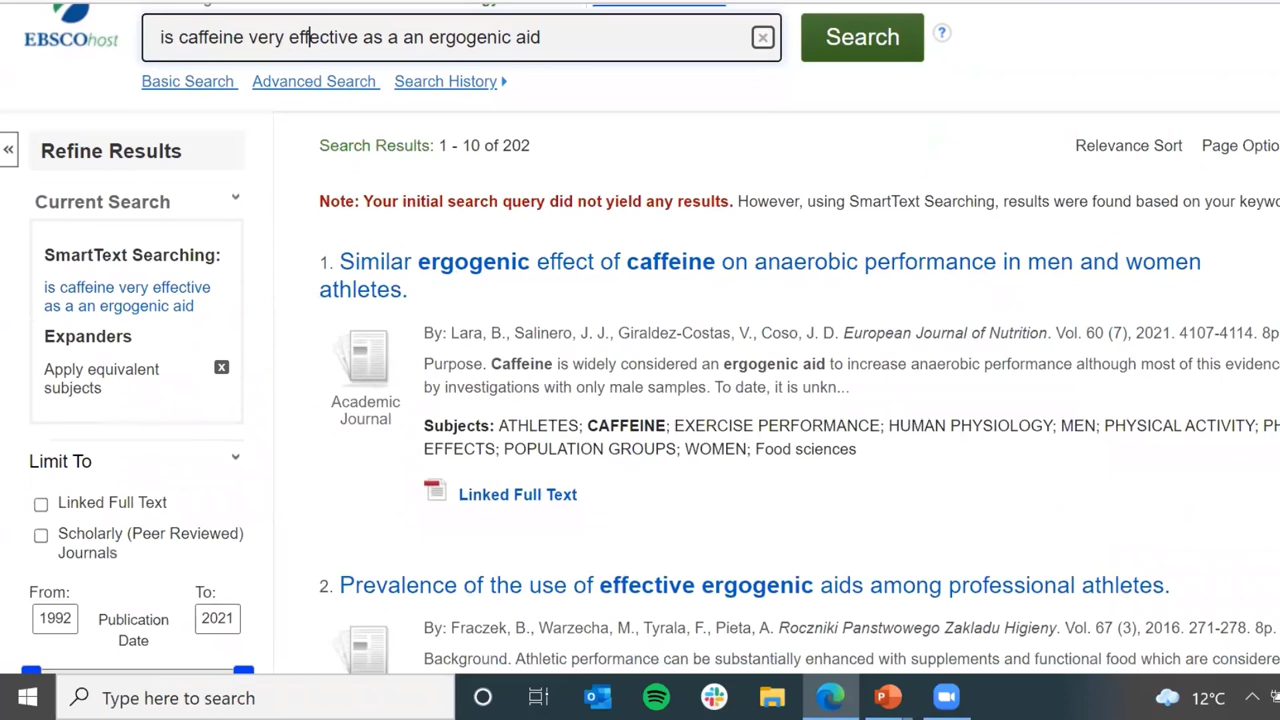 is caffeine very effective as a an ergogenic aid
Search
?
EBSCOhost
Basic Search
Advanced Search
Search History
«
Refine Results
Current Search
SmartText Searching:
is caffeine very effective
as a an ergogenic aid
Expanders
Apply equivalent
subjects
Limit To
Linked Full Text
Scholarly (Peer Reviewed)
Journals
From:
To:
1992
Publication
Date
2021
Search Results: 1 - 10 of 202
Relevance Sort
Page Optio
Note: Your initial search query did not yield any results. However, using SmartText Searching, results were found based on your keywo
1. Similar ergogenic effect of caffeine on anaerobic performance in men and women
athletes.
Academic
Journal
By: Lara, B., Salinero, J. J., Giraldez-Costas, V., Coso, J. D. European Journal of Nutrition. Vol. 60 (7), 2021. 4107-4114. 8p
Purpose. Caffeine is widely considered an ergogenic aid to increase anaerobic performance although most of this evidenc
by investigations with only male samples. To date, it is unkn...
Subjects: ATHLETES; CAFFEINE; EXERCISE PERFORMANCE; HUMAN PHYSIOLOGY; MEN; PHYSICAL ACTIVITY; PH
EFFECTS; POPULATION GROUPS; WOMEN; Food sciences
Linked Full Text
2. Prevalence of the use of effective ergogenic aids among professional athletes.
By: Fraczek, B., Warzecha, M., Tyrala, F., Pieta, A. Roczniki Panstwowego Zakladu Higieny. Vol. 67 (3), 2016. 271-278. 8p.
Background. Athletic performance can be substantially enhanced with supplements and functional food which are considere
Type here to search
12°C